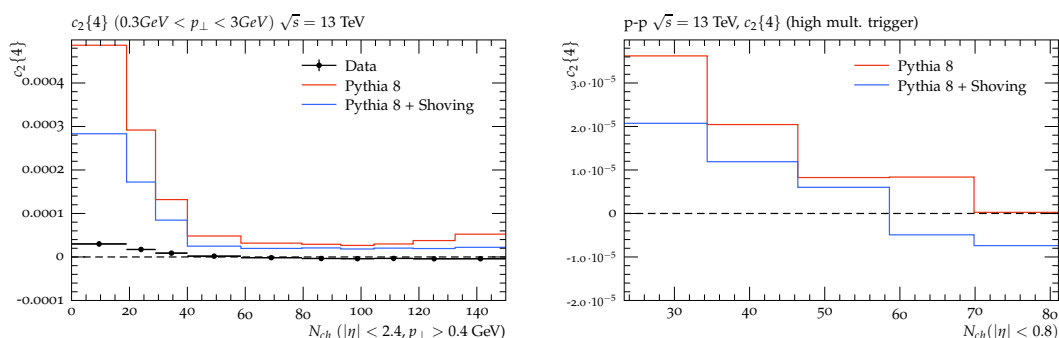 c₂{4} (0.3GeV < p⊥ < 3GeV) √s = 13 TeV
c₂{4}
Data
Pythia 8
Pythia 8 + Shoving
0.0004
0.0003
0.0002
0.0001
0
-0.0001
0 20 40 60 80 100 120 140
N_ch (|η| < 2.4, p⊥ > 0.4 GeV)
p-p √s = 13 TeV, c₂{4} (high mult. trigger)
c₂{4}
Pythia 8
Pythia 8 + Shoving
3.0·10⁻⁵
2.0·10⁻⁵
1.0·10⁻⁵
0
-1.0·10⁻⁵
-2.0·10⁻⁵
30 40 50 60 70 80
N_ch(|η| < 0.8)